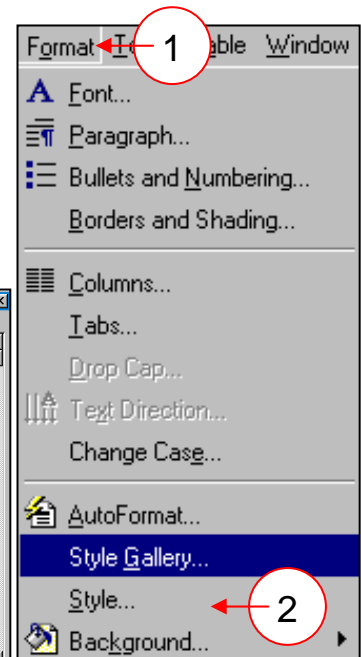 Format 1 Window
Font...
Paragraph...
Bullets and Numbering...
Borders and Shading...
Columns...
Tabs...
Drop Cap...
Text Direction...
Change Case...
AutoFormat...
Style Gallery...
Style... 2
Background...